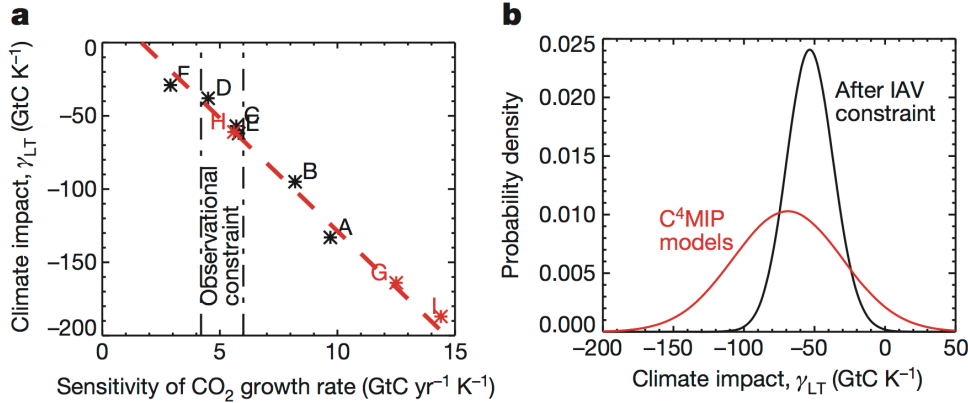 a
Climate impact, γLT (GtC K⁻¹)
0
−50
−100
−150
−200
F
D
C
E
H
B
A
G
I
Observational
constraint
0
5
10
15
Sensitivity of CO₂ growth rate (GtC yr⁻¹ K⁻¹)
b
Probability density
0.025
0.020
0.015
0.010
0.005
0.000
After IAV
constraint
C⁴MIP
models
−200
−150
−100
−50
0
50
Climate impact, γLT (GtC K⁻¹)